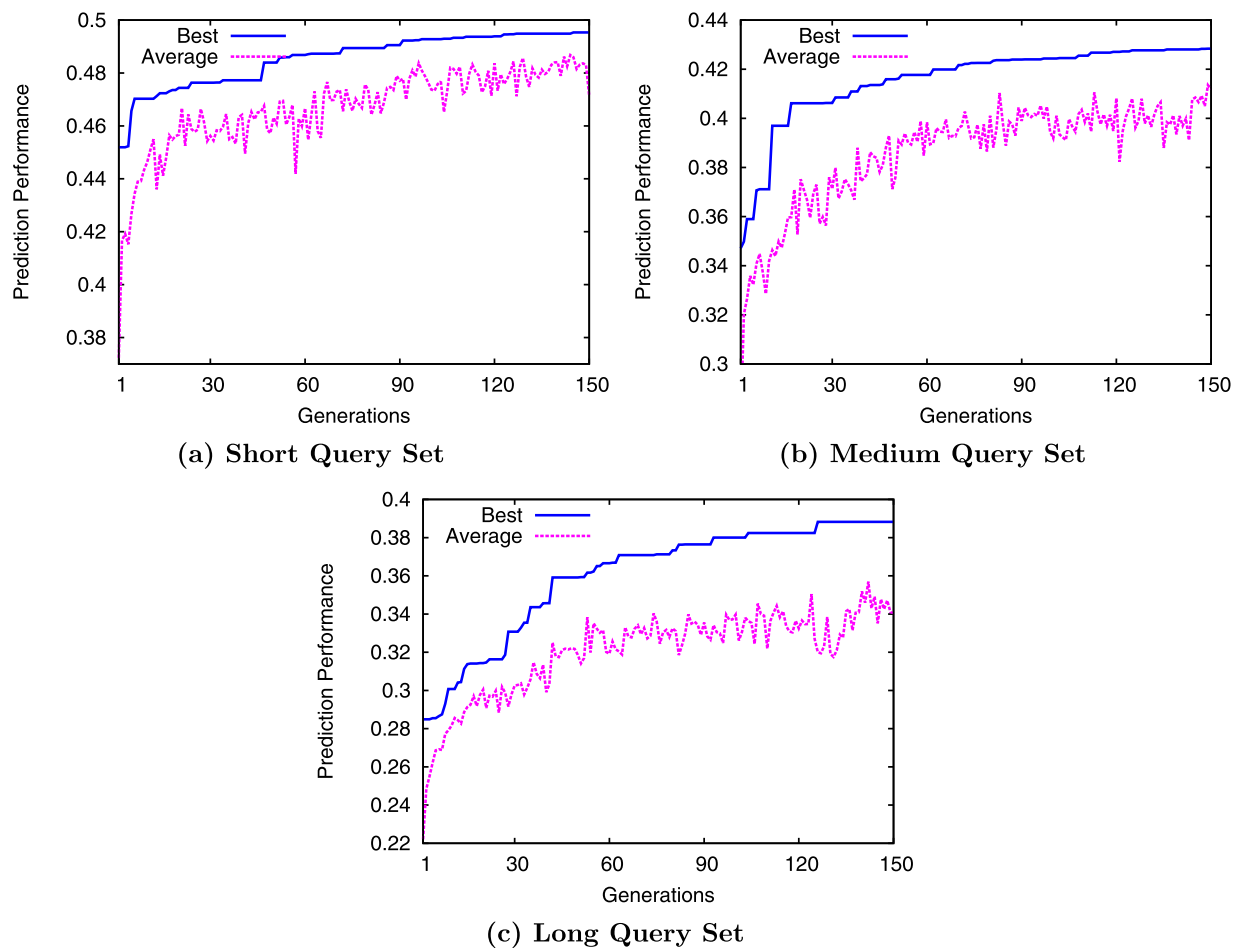 0.5
Best
Average
0.48
0.46
0.44
0.42
0.4
0.38
Prediction Performance
1 30 60 90 120 150
Generations
(a) Short Query Set
0.44
Best
Average
0.42
0.4
0.38
0.36
0.34
0.32
0.3
Prediction Performance
1 30 60 90 120 150
Generations
(b) Medium Query Set
0.4
Best
Average
0.38
0.36
0.34
0.32
0.3
0.28
0.26
0.24
0.22
Prediction Performance
1 30 60 90 120 150
Generations
(c) Long Query Set